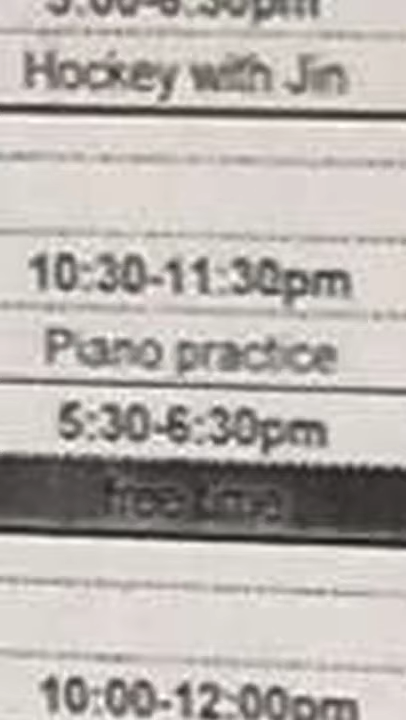 Hockey with Jin
10:30-11:30pm
Piano practice
5:30-6:30pm
free time
10:00-12:00pm